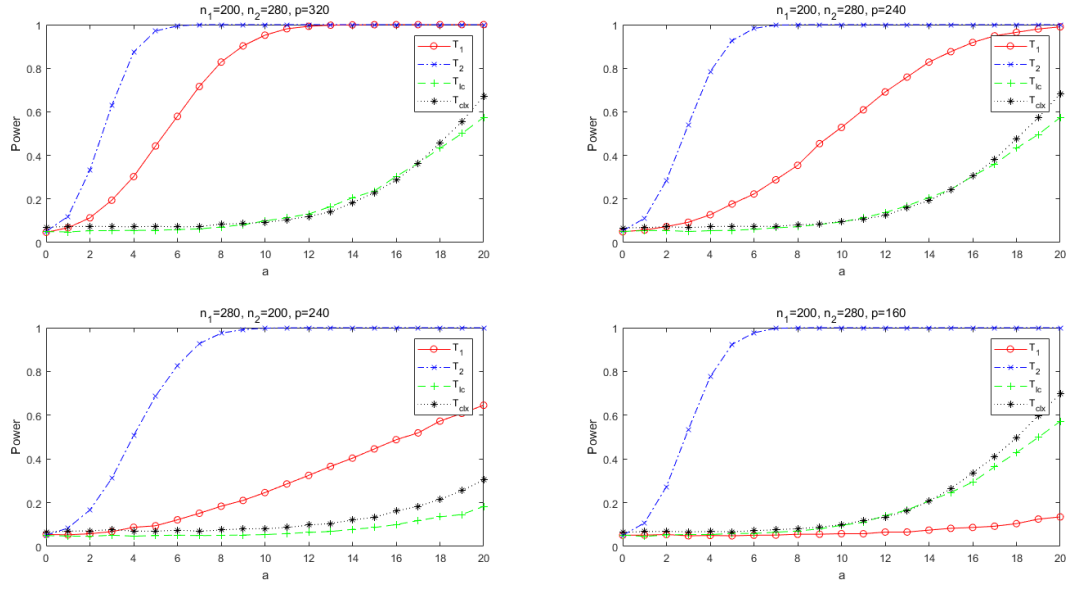 n1=200, n2=280, p=320
1
0.8
0.6
0.4
0.2
0
Power
0 2 4 6 8 10 12 14 16 18 20
a
T1
T2
Tlc
Tclx
n1=200, n2=280, p=240
1
0.8
0.6
0.4
0.2
0
Power
0 2 4 6 8 10 12 14 16 18 20
a
T1
T2
Tlc
Tclx
n1=280, n2=200, p=240
1
0.8
0.6
0.4
0.2
0
Power
0 2 4 6 8 10 12 14 16 18 20
a
T1
T2
Tlc
Tclx
n1=200, n2=280, p=160
1
0.8
0.6
0.4
0.2
0
Power
0 2 4 6 8 10 12 14 16 18 20
a
T1
T2
Tlc
Tclx